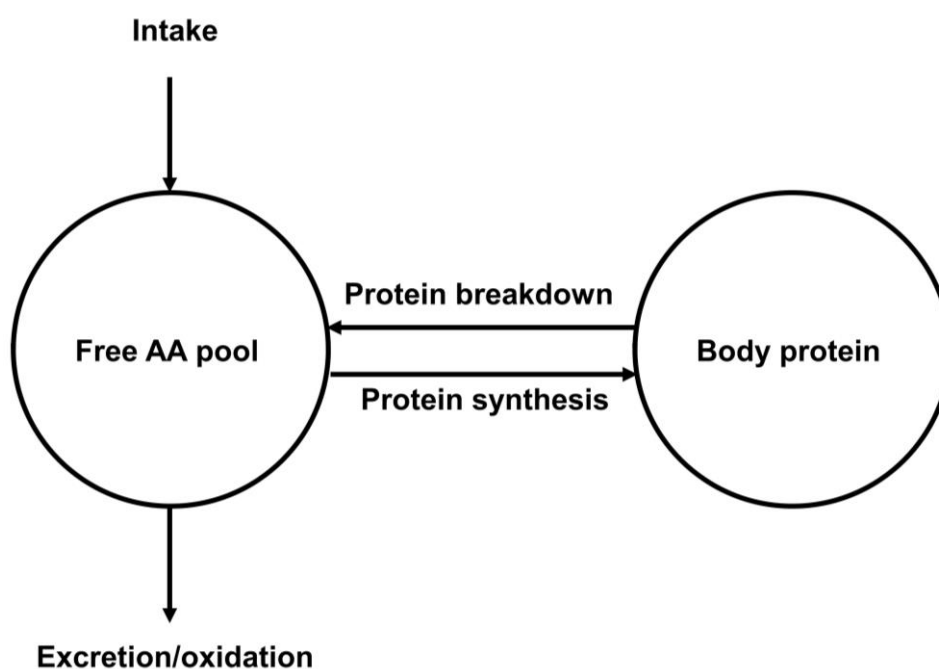 Intake
Protein breakdown
Free AA pool
Body protein
Protein synthesis
Excretion/oxidation